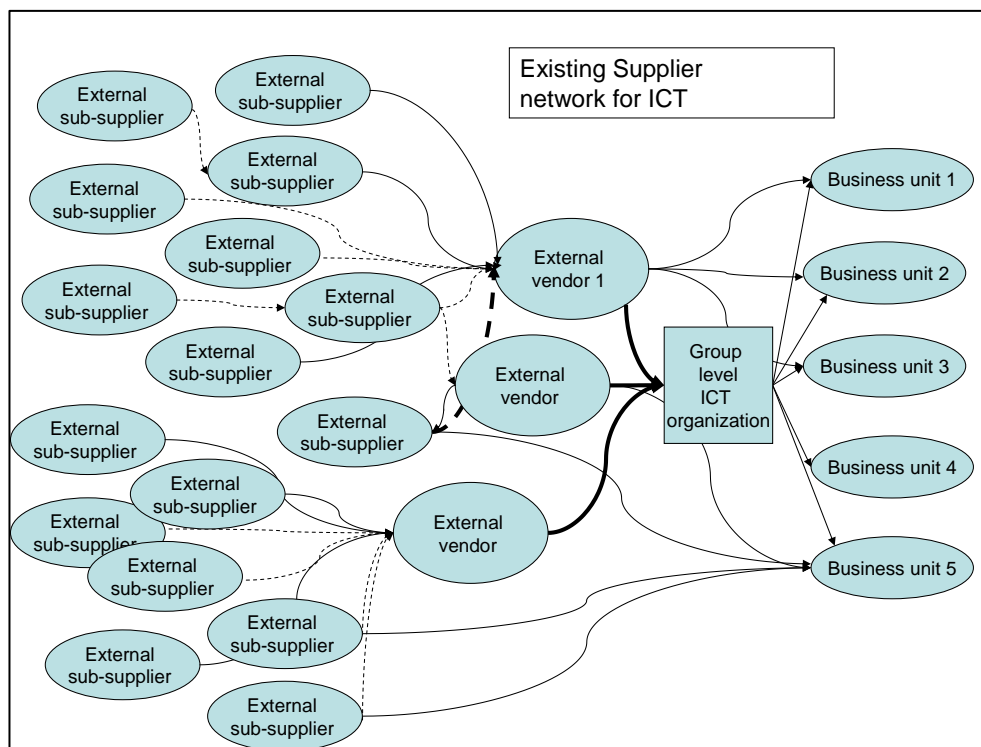 Existing Supplier
network for ICT
External
sub-supplier
External
sub-supplier
External
sub-supplier
External
sub-supplier
External
sub-supplier
External
sub-supplier
External
sub-supplier
External
sub-supplier
External
sub-supplier
External
sub-supplier
External
sub-supplier
External
sub-supplier
External
sub-supplier
External
sub-supplier
External
sub-supplier
External
sub-supplier
External
vendor 1
External
vendor
External
vendor
Group
level
ICT
organization
Business unit 1
Business unit 2
Business unit 3
Business unit 4
Business unit 5